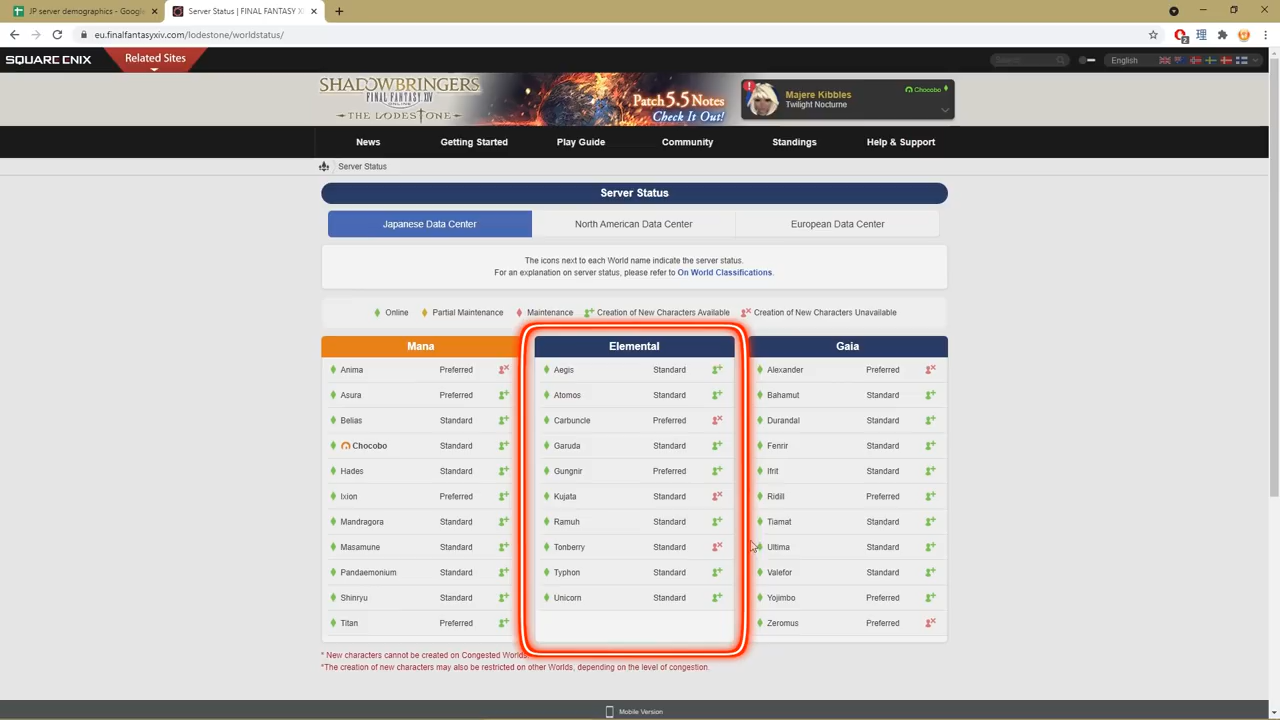 JP server demographics - Google
Server Status | FINAL FANTASY X
eu.finalfantasyxiv.com/lodestone/worldstatus/
SQUARE ENIX
Related Sites
Search
English
SHADOWBRINGERS
FINAL FANTASY XIV
THE LODESTONE
Patch 5.5 Notes
Check It Out!
Majere Kibbles
Twilight Nocturne
Chocobo
News
Getting Started
Play Guide
Community
Standings
Help & Support
Server Status
Server Status
Japanese Data Center
North American Data Center
European Data Center
The icons next to each World name indicate the server status.
For an explanation on server status, please refer to On World Classifications.
Online
Partial Maintenance
Maintenance
Creation of New Characters Available
Creation of New Characters Unavailable
Mana
Anima Preferred
Asura Preferred
Belias Standard
Chocobo Standard
Hades Standard
Ixion Preferred
Mandragora Standard
Masamune Standard
Pandaemonium Standard
Shinryu Standard
Titan Preferred
Elemental
Aegis Standard
Atomos Standard
Carbuncle Preferred
Garuda Standard
Gungnir Preferred
Kujata Standard
Ramuh Standard
Tonberry Standard
Typhon Standard
Unicorn Standard
Gaia
Alexander Preferred
Bahamut Standard
Durandal Standard
Fenrir Standard
Ifrit Standard
Ridill Preferred
Tiamat Standard
Ultima Standard
Valefor Standard
Yojimbo Preferred
Zeromus Preferred
* New characters cannot be created on Congested Worlds.
*The creation of new characters may also be restricted on other Worlds, depending on the level of congestion.
Mobile Version